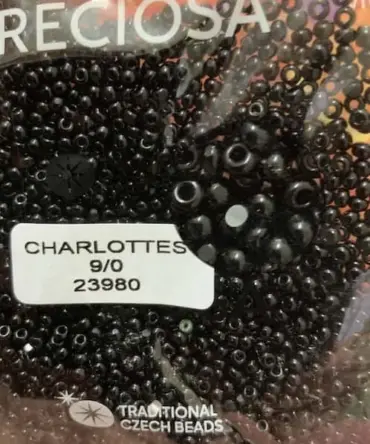 RECIOSA
CHARLOTTES
9/0
23980
TRADITIONAL
CZECH BEADS